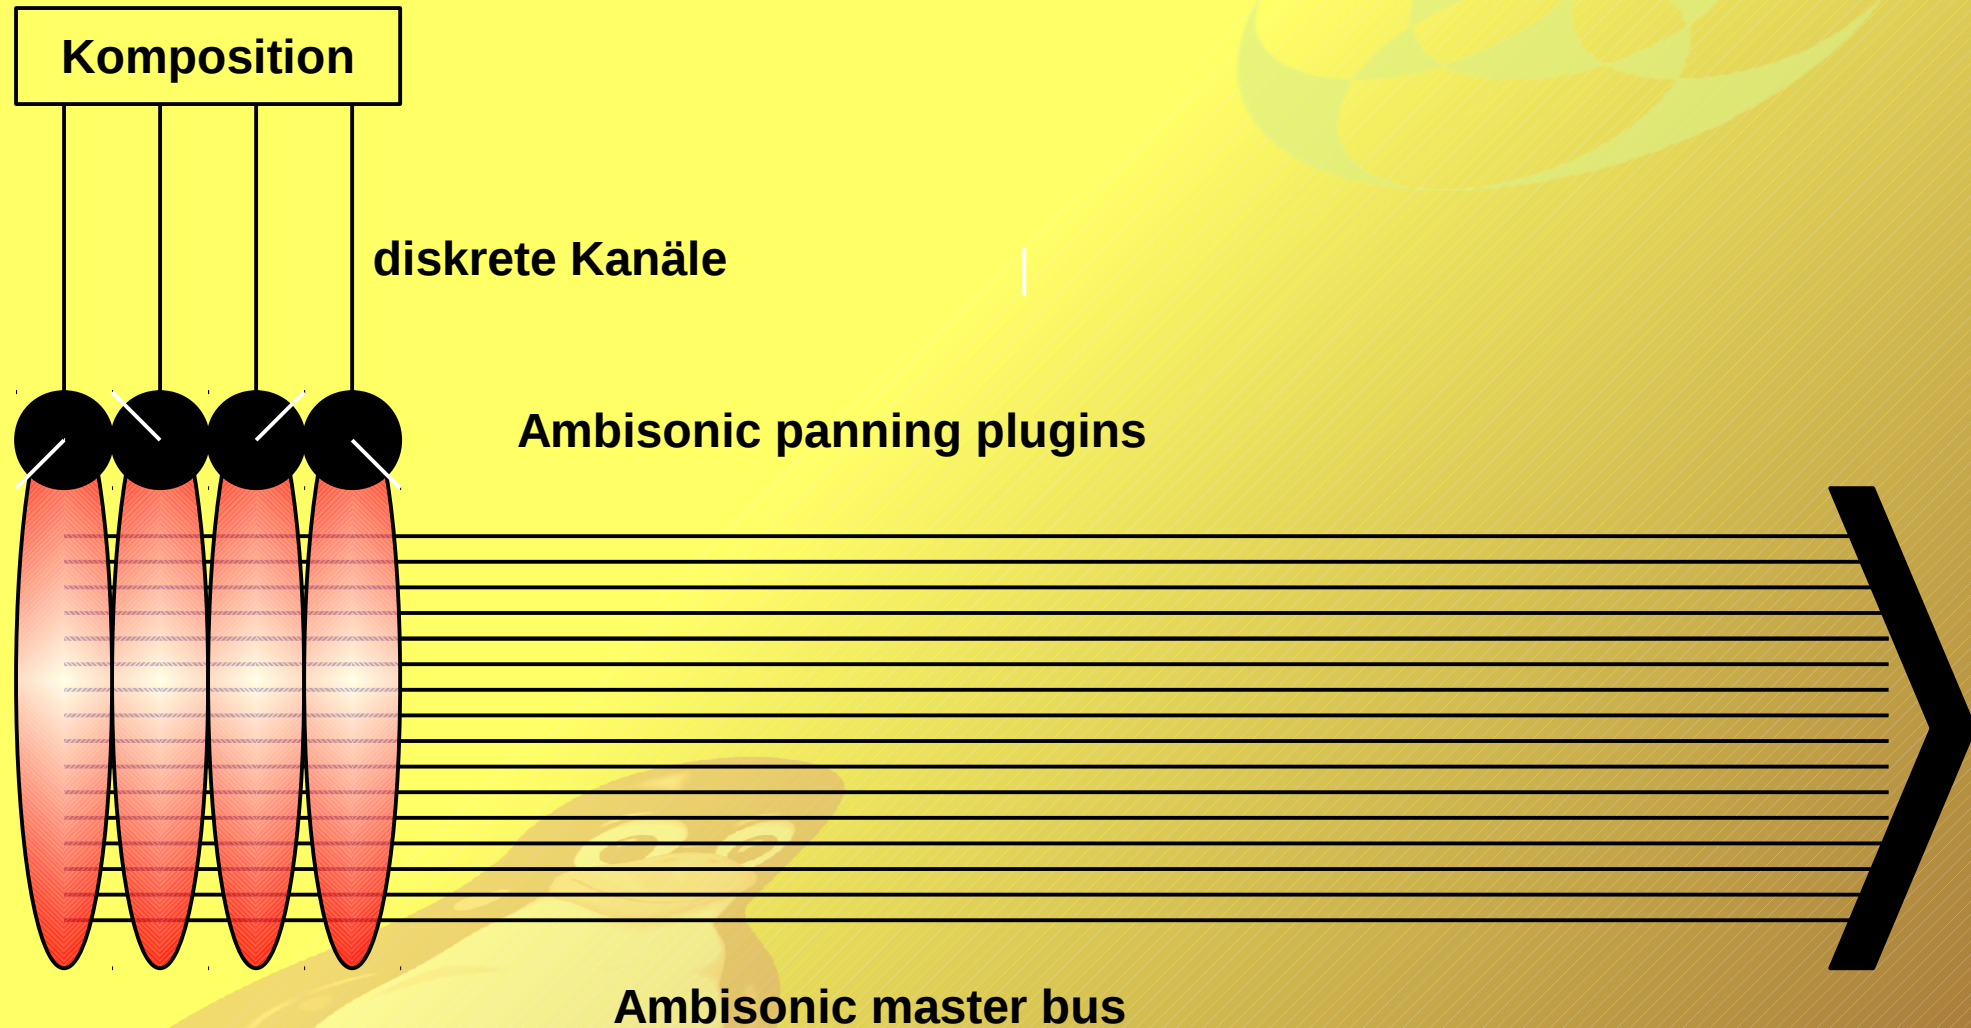 Komposition
diskrete Kanäle
Ambisonic panning plugins
Ambisonic master bus